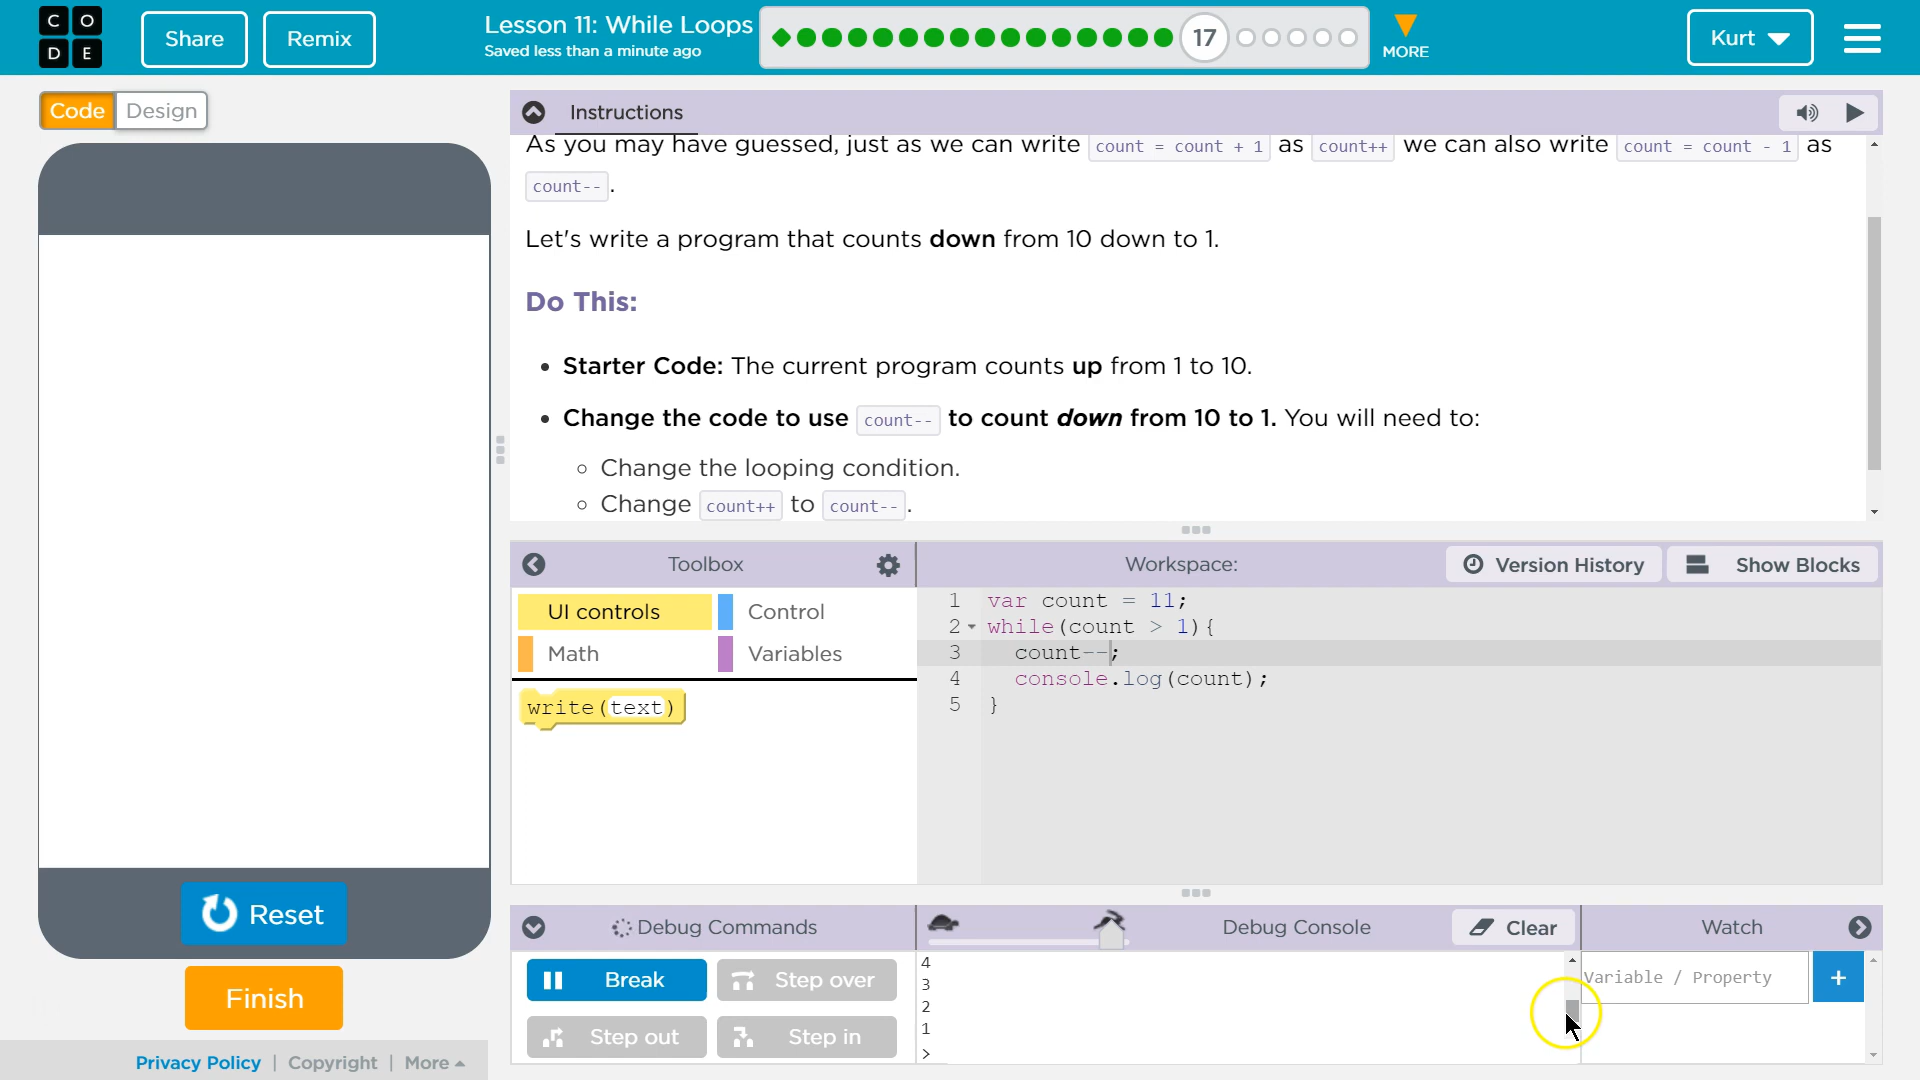 CODE
Share
Remix
Lesson 11: While Loops
Saved less than a minute ago
17
MORE
Kurt
Code
Design
Instructions
As you may have guessed, just as we can write count = count + 1 as count++ we can also write count = count - 1 as
count--.
Let's write a program that counts down from 10 down to 1.
Do This:
• Starter Code: The current program counts up from 1 to 10.
• Change the code to use count-- to count down from 10 to 1. You will need to:
○ Change the looping condition.
○ Change count++ to count--.
Toolbox
Workspace:
Version History
Show Blocks
UI controls
Control
Math
Variables
write(text)
1 var count = 11;
2 while(count > 1){
3 count--;
4 console.log(count);
5 }
Reset
Finish
Debug Commands
Debug Console
Clear
Watch
Break
Step over
Step out
Step in
4
3
2
1
>
Variable / Property
+
Privacy Policy | Copyright | More